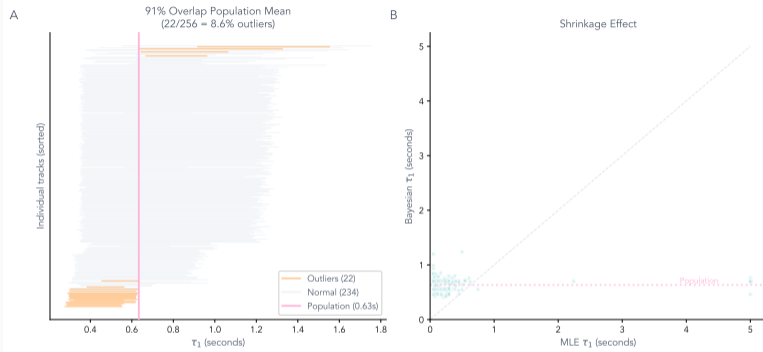 A
91% Overlap Population Mean
(22/256 = 8.6% outliers)
Individual tracks (sorted)
Outliers (22)
Normal (234)
Population (0.63s)
0.4 0.6 0.8 1.0 1.2 1.4 1.6 1.8
τ1 (seconds)
B
Shrinkage Effect
Bayesian τ1 (seconds)
5
4
3
2
1
0
Population
0 1 2 3 4 5
MLE τ1 (seconds)